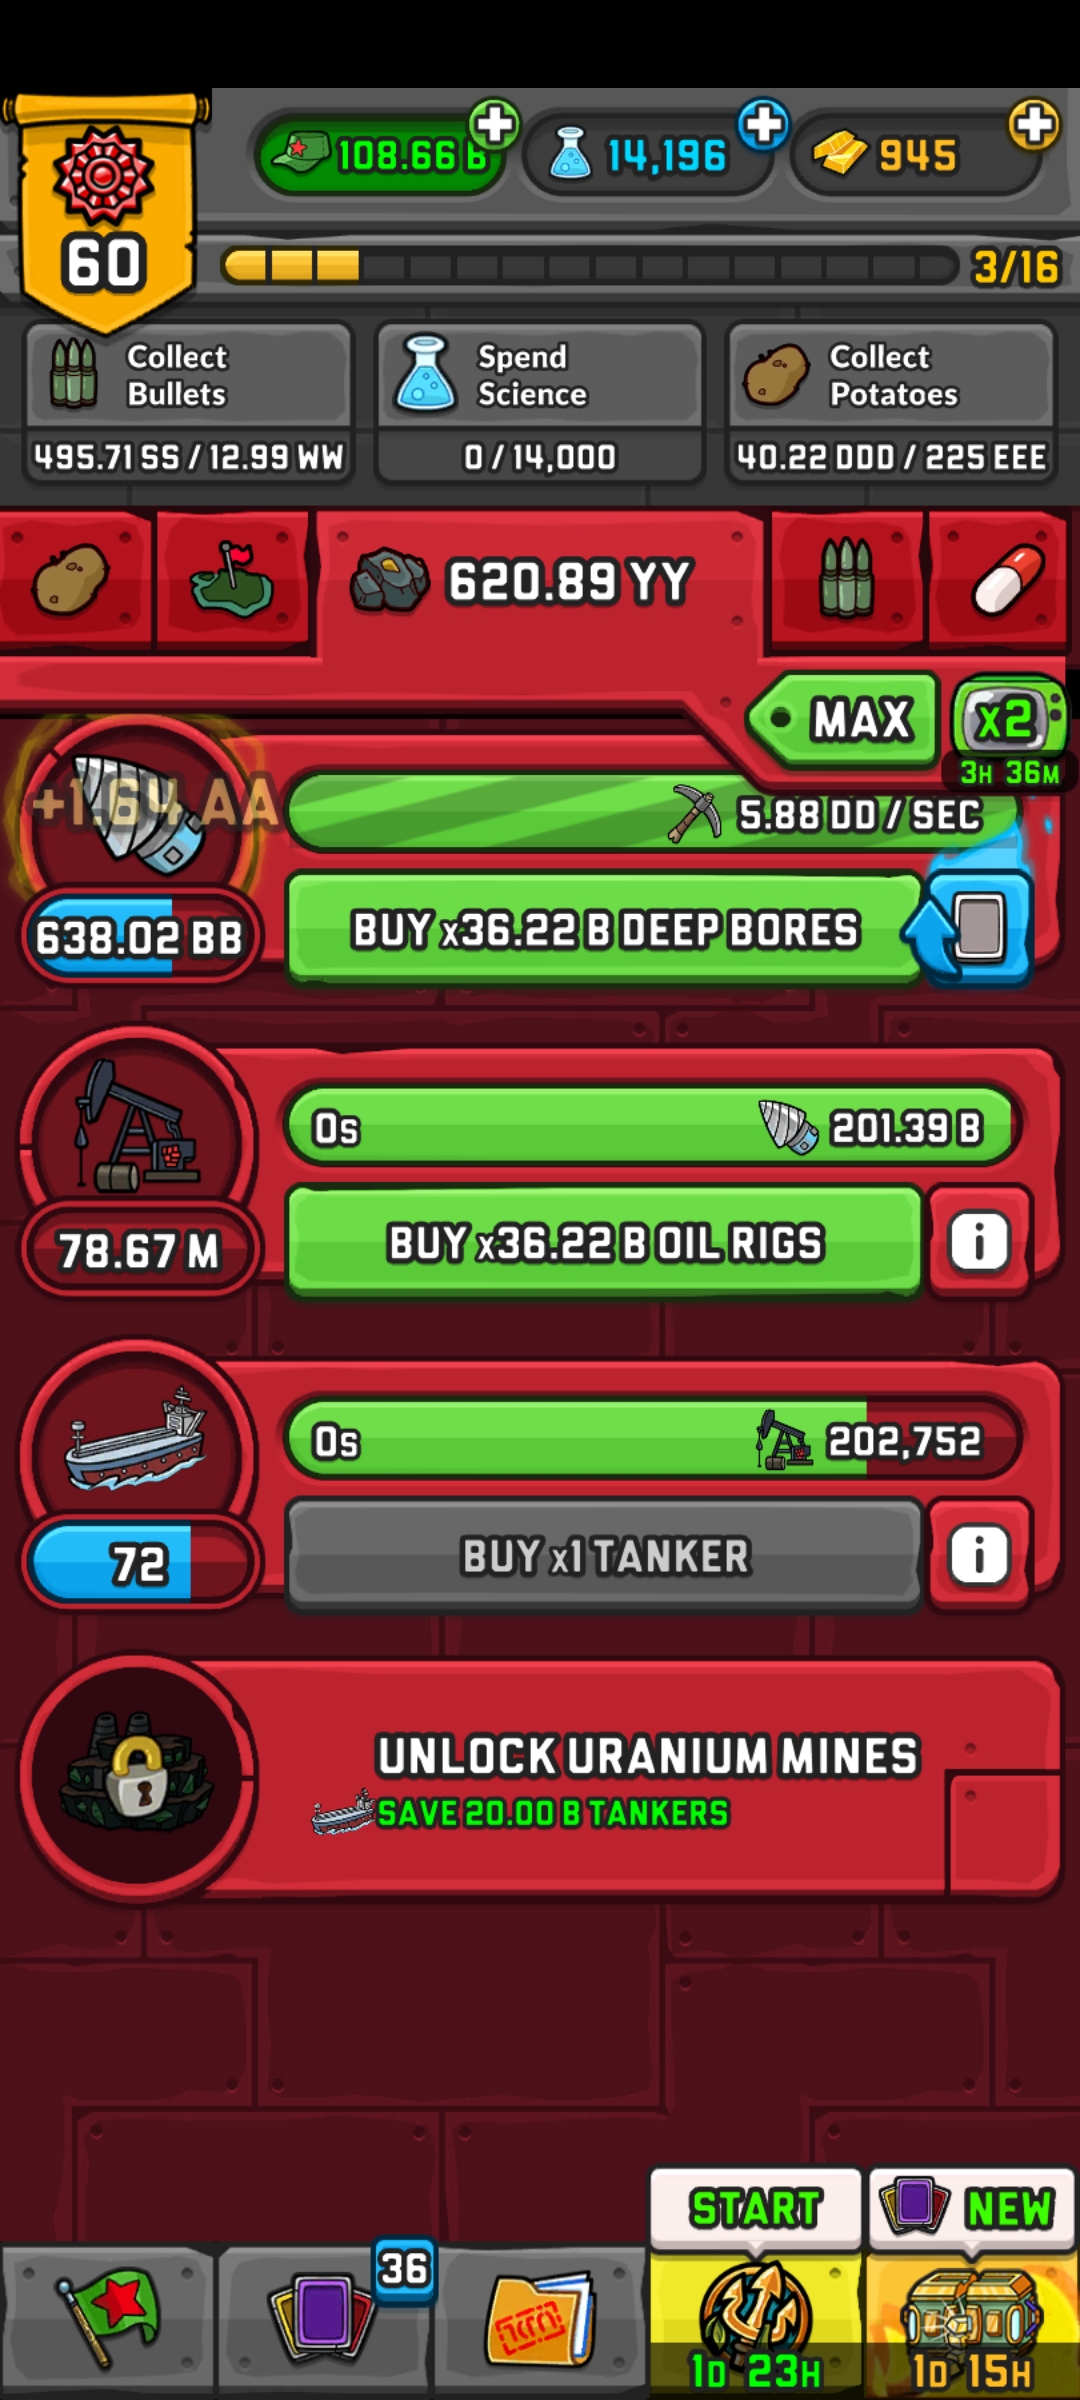 60
108.66 B
14,196
945
3/16
Collect
Bullets
495.71 SS / 12.99 WW
Spend
Science
0 / 14,000
Collect
Potatoes
40.22 DDD / 225 EEE
620.89 YY
MAX
x2
3H 36M
+1.64 AA
5.88 DD / SEC
638.02 BB
BUY x36.22 B DEEP BORES
0s
201.39 B
78.67 M
BUY x36.22 B OIL RIGS
i
0s
202,752
72
BUY x1 TANKER
i
UNLOCK URANIUM MINES
SAVE 20.00 B TANKERS
START
NEW
36
1D 23H
1D 15H